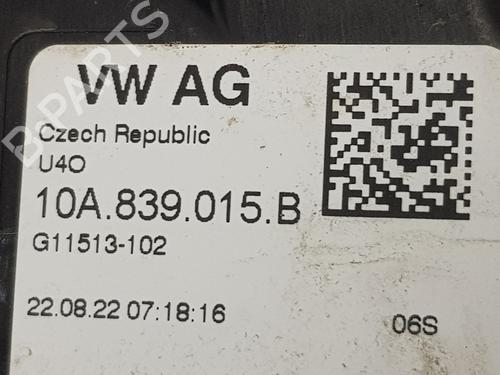 VW AG
Czech Republic
U4O
10A.839.015.B
G11513-102
22.08.22 07:18:16
06S
B-PARTS